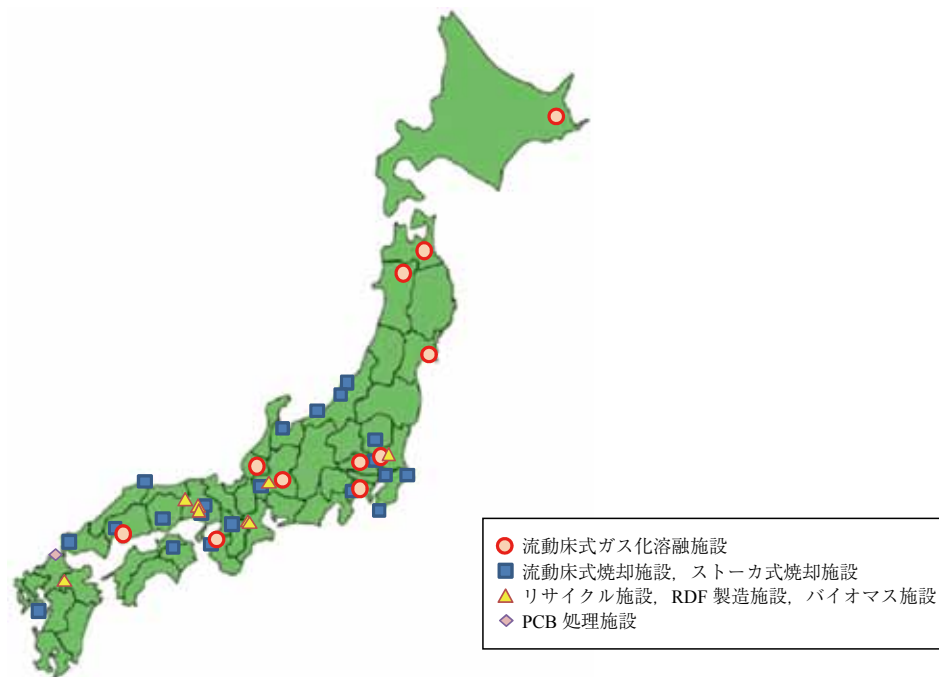 流動床式ガス化溶融施設
流動床式焼却施設，ストーカ式焼却施設
リサイクル施設，RDF 製造施設，バイオマス施設
PCB 処理施設